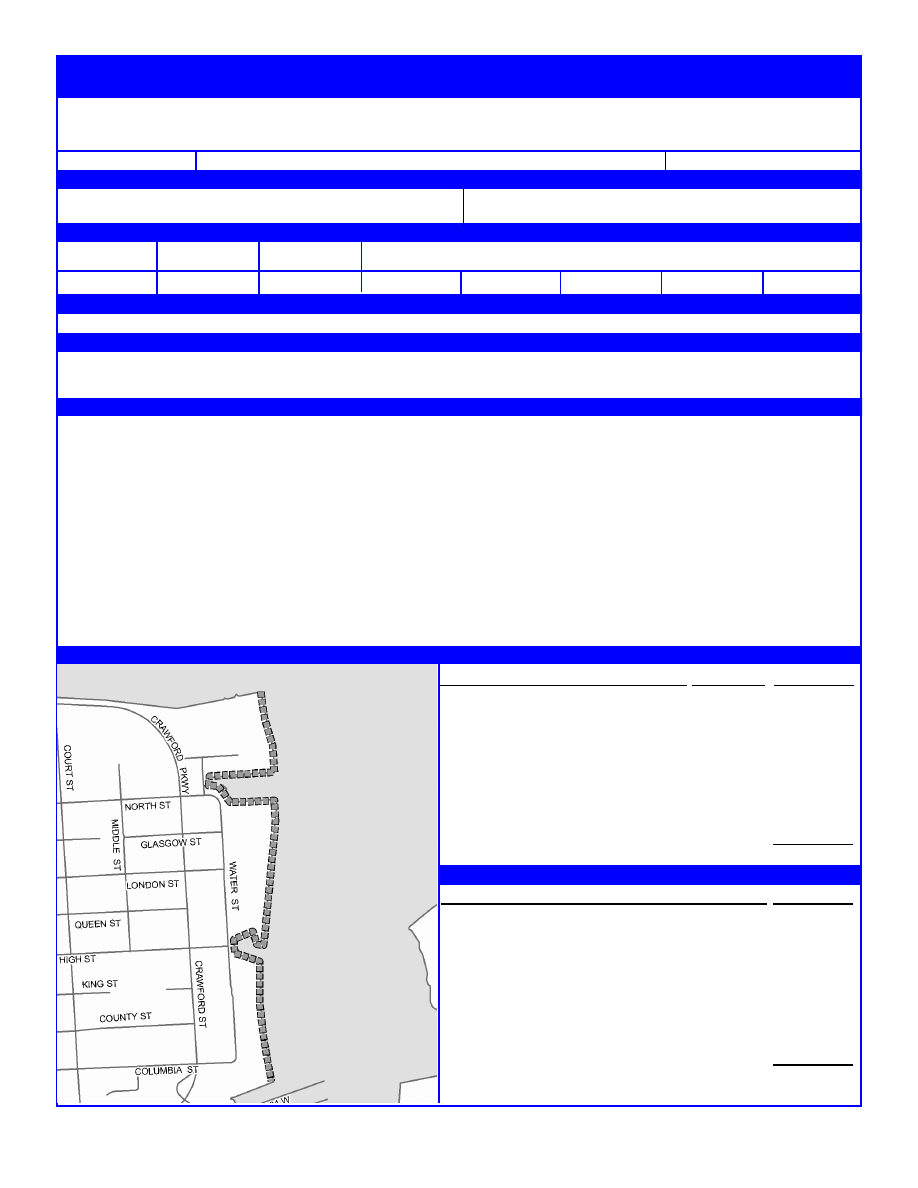 CRAWFORD
PKWY
COURT ST
NORTH ST
MIDDLE ST
GLASGOW ST
WATER ST
LONDON ST
QUEEN ST
HIGH ST
KING ST
CRAWFORD ST
COUNTY ST
COLUMBIA ST